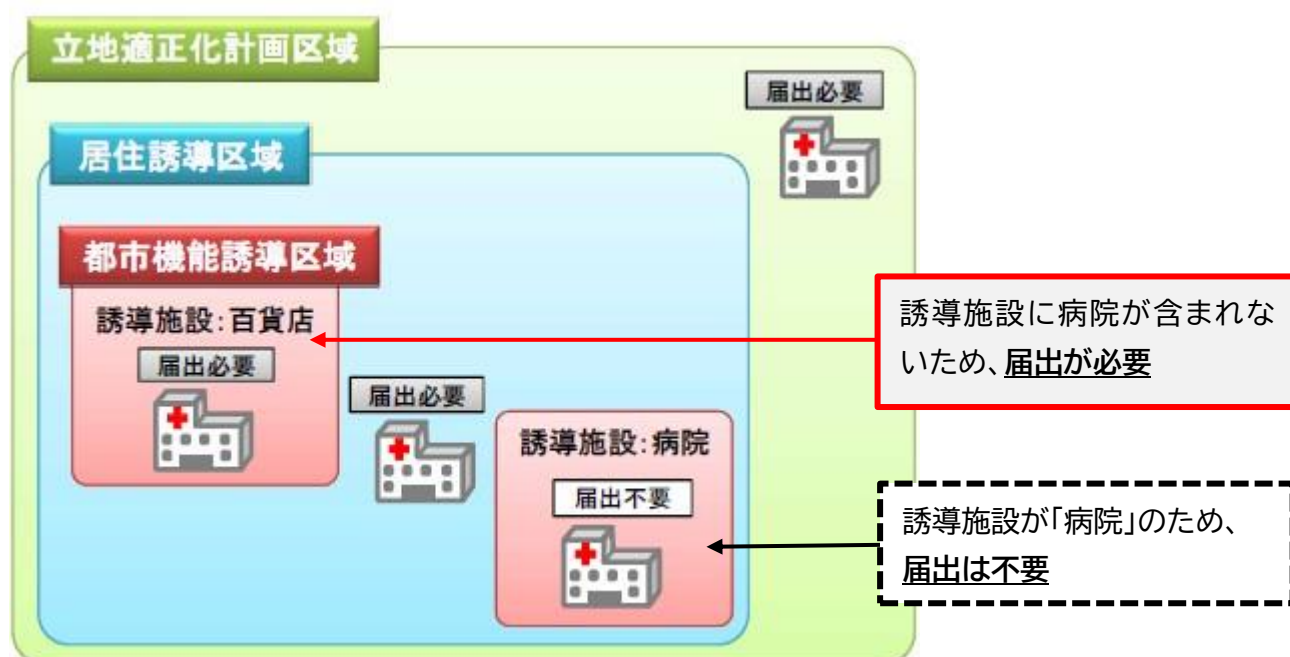 立地適正化計画区域
届出必要
居住誘導区域
都市機能誘導区域
誘導施設:百貨店
届出必要
届出必要
誘導施設:病院
届出不要
誘導施設に病院が含まれな
いため、届出が必要
誘導施設が「病院」のため、
届出は不要